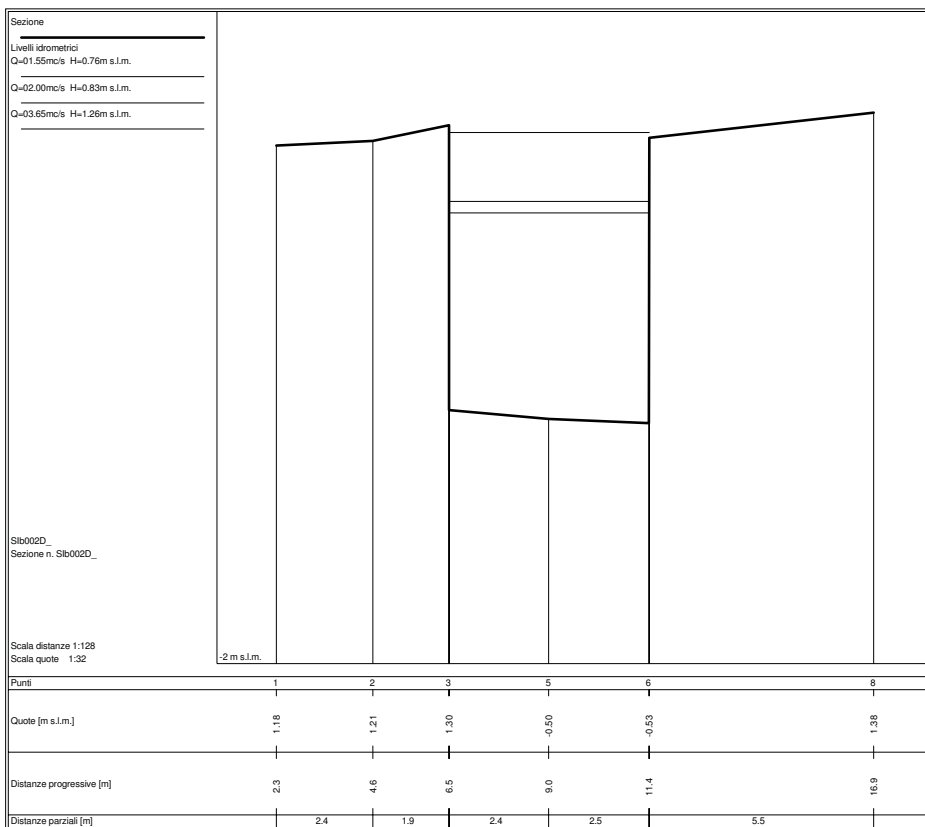 Sezione
Livelli idrometrici
Q=01.55mc/s H=0.76m s.l.m.
Q=02.00mc/s H=0.83m s.l.m.
Q=03.65mc/s H=1.26m s.l.m.
Slb002D_
Sezione n. Slb002D_
Scala distanze 1:128
Scala quote 1:32
-2 m s.l.m.
Punti 1 2 3 5 6 8
Quote [m s.l.m.] 1.18 1.21 1.30 -0.50 -0.53 1.38
Distanze progressive [m] 2.3 4.6 6.5 9.0 11.4 16.9
Distanze parziali [m] 2.4 1.9 2.4 2.5 5.5